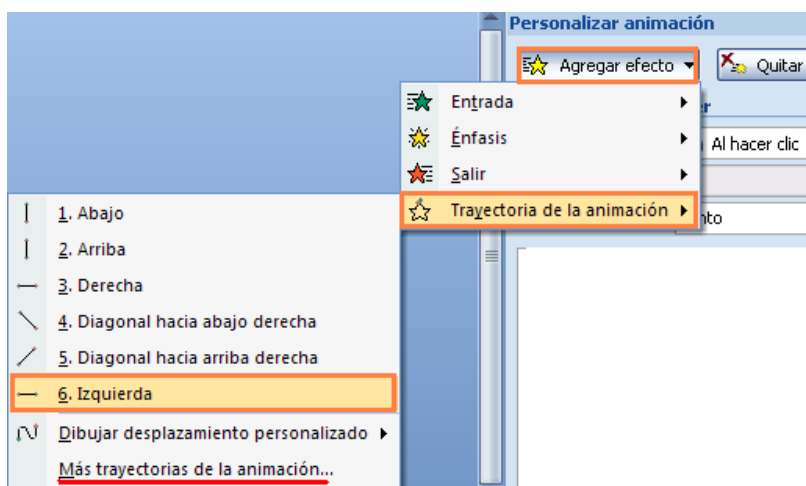 Personalizar animación
Agregar efecto
Quitar
Entrada
Énfasis
Al hacer clic
Salir
Trayectoria de la animación
1. Abajo
2. Arriba
3. Derecha
4. Diagonal hacia abajo derecha
5. Diagonal hacia arriba derecha
6. Izquierda
Dibujar desplazamiento personalizado
Más trayectorias de la animación...